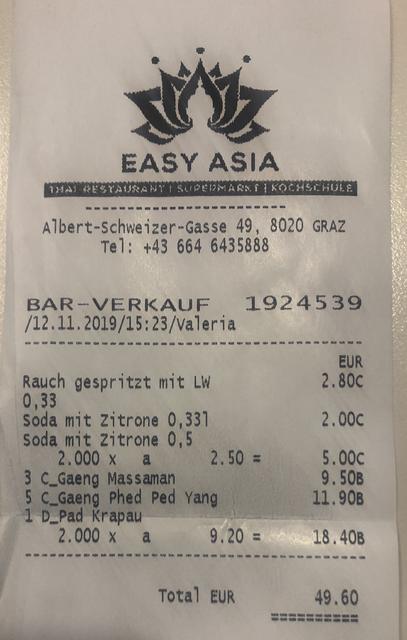 EASY ASIA
THAI RESTAURANT | SUPERMARKT | KOCHSCHULE
Albert-Schweizer-Gasse 49, 8020 GRAZ
Tel: +43 664 6435888
BAR-VERKAUF 1924539
/12.11.2019/15:23/Valeria
EUR
Rauch gespritzt mit LW 2.80C
0,33
Soda mit Zitrone 0,33l 2.00C
Soda mit Zitrone 0,5
2.000 x a 2.50 = 5.00C
3 C_Gaeng Massaman 9.50B
5 C_Gaeng Phed Ped Yang 11.90B
1 D_Pad Krapau
2.000 x a 9.20 = 18.40B
Total EUR 49.60